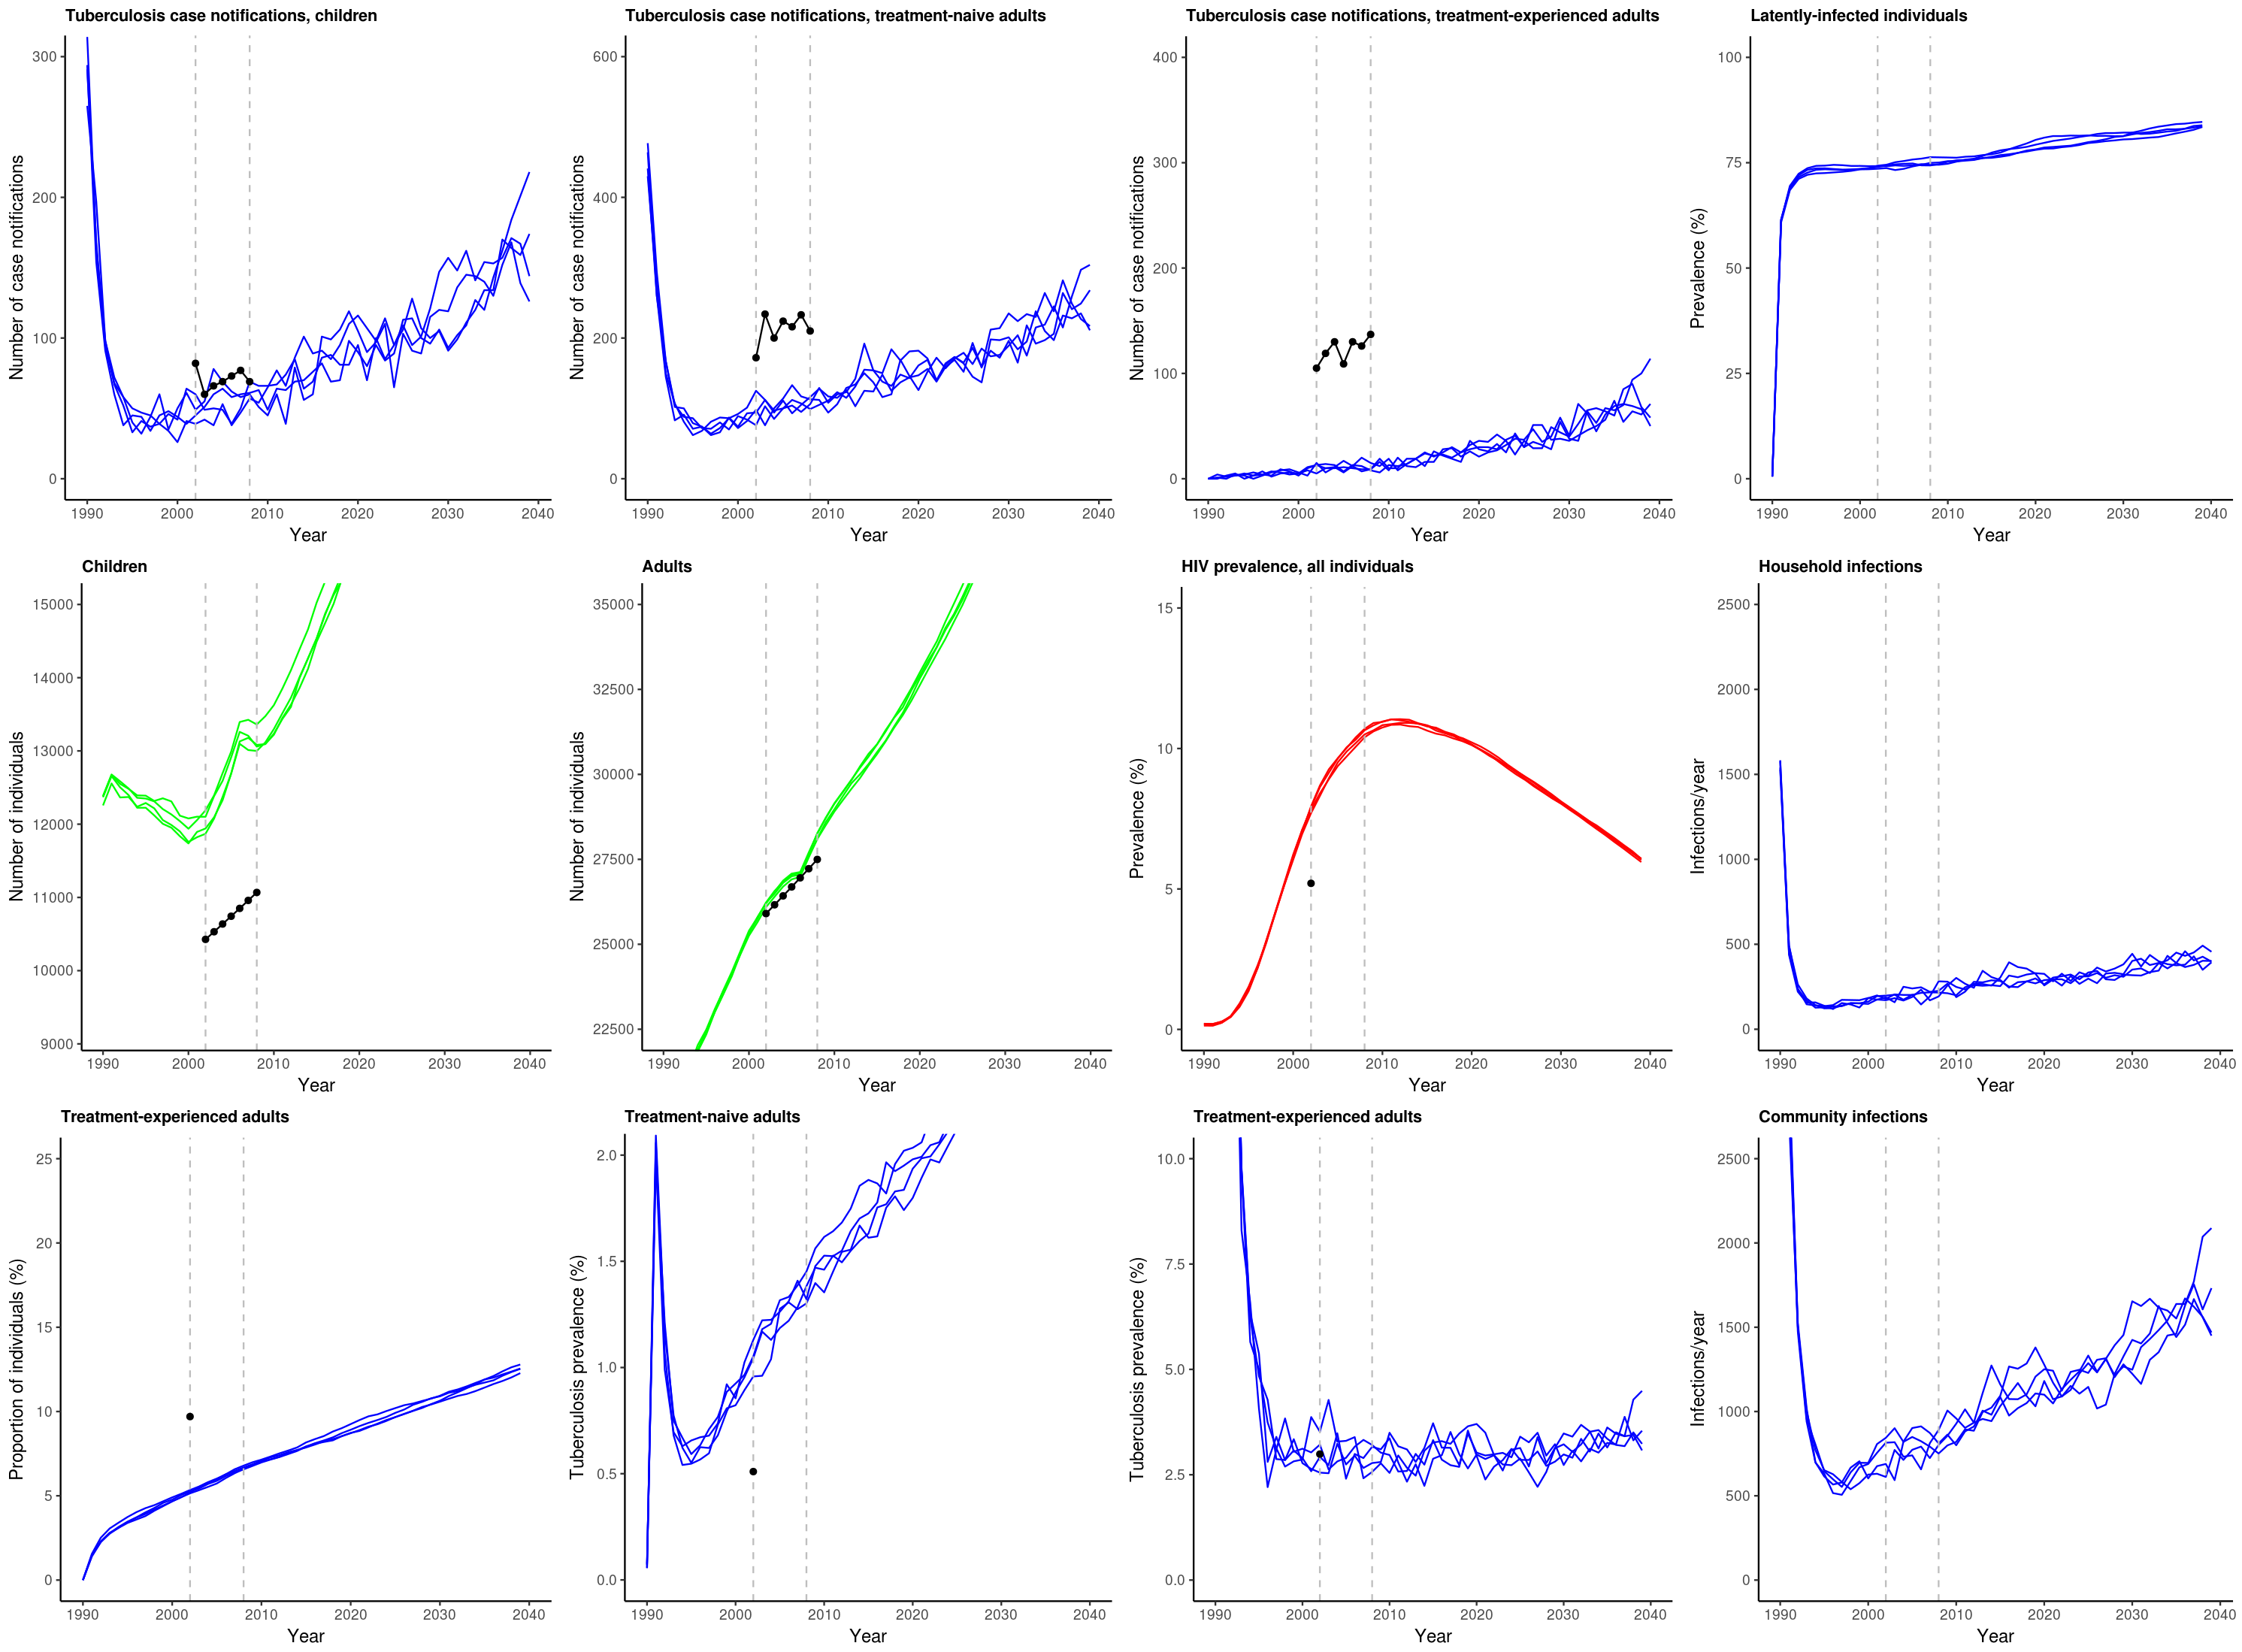 Tuberculosis case notifications, children
Number of case notifications
300
200
100
0
1990 2000 2010 2020 2030 2040
Year
Tuberculosis case notifications, treatment-naive adults
Number of case notifications
600
400
200
0
1990 2000 2010 2020 2030 2040
Year
Tuberculosis case notifications, treatment-experienced adults
Number of case notifications
400
300
200
100
0
1990 2000 2010 2020 2030 2040
Year
Latently-infected individuals
Prevalence (%)
100
75
50
25
0
1990 2000 2010 2020 2030 2040
Year
Children
Number of individuals
15000
14000
13000
12000
11000
10000
9000
1990 2000 2010 2020 2030 2040
Year
Adults
Number of individuals
35000
32500
30000
27500
25000
22500
1990 2000 2010 2020 2030 2040
Year
HIV prevalence, all individuals
Prevalence (%)
15
10
5
0
1990 2000 2010 2020 2030 2040
Year
Household infections
Infections/year
2500
2000
1500
1000
500
0
1990 2000 2010 2020 2030 2040
Year
Treatment-experienced adults
Proportion of individuals (%)
25
20
15
10
5
0
1990 2000 2010 2020 2030 2040
Year
Treatment-naive adults
Tuberculosis prevalence (%)
2.0
1.5
1.0
0.5
0.0
1990 2000 2010 2020 2030 2040
Year
Treatment-experienced adults
Tuberculosis prevalence (%)
10.0
7.5
5.0
2.5
0.0
1990 2000 2010 2020 2030 2040
Year
Community infections
Infections/year
2500
2000
1500
1000
500
0
1990 2000 2010 2020 2030 2040
Year